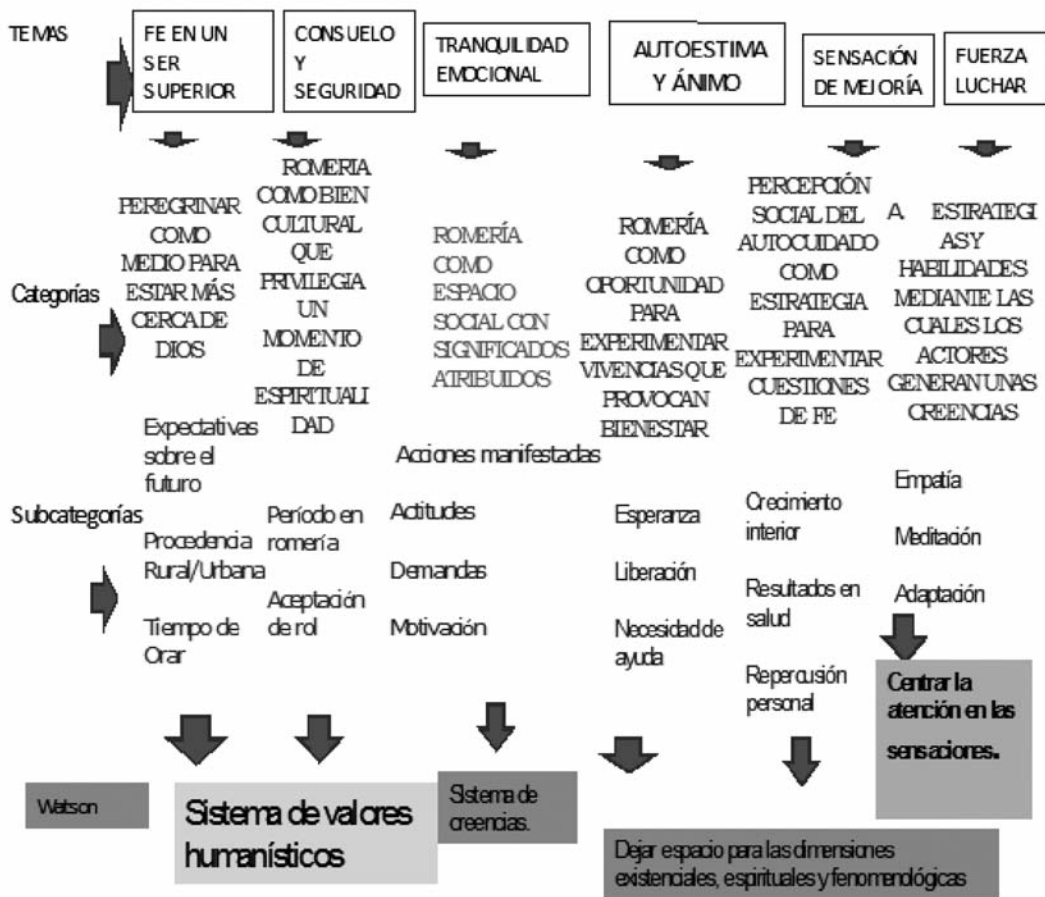 TEMAS
FE EN UN
SER
SUPERIOR
CONSUELO
Y
SEGURIDAD
TRANQUILIDAD
EMOCIONAL
AUTOESTIMA
Y ÁNIMO
SENSACIÓN
DE MEJORÍA
FUERZA
LUCHAR
Categorías
PEREGRINAR
COMO
MEDIO PARA
ESTAR MÁS
CERCA DE
DIOS
ROMERIA
COMO BIEN
CULTURAL
QUE
PRIVILEGIA
UN
MOMENTO
DE
ESPIRITUALI
DAD
ROMERÍA
COMO
ESPACIO
SOCIAL CON
SIGNIFICADOS
ATRIBUIDOS
ROMERÍA
COMO
OPORTUNIDAD
PARA
EXPERIMENTAR
VIVENCIAS QUE
PROVOCAN
BIENESTAR
PERCEPCIÓN
SOCIAL DEL
AUTOCUIDADO
COMO
ESTRATEGIA
PARA
EXPERIMENTAR
CUESTIONES
DE FE
A. ESTRATEGI
AS Y
HABILIDADES
MEDIANTE LAS
CUALES LOS
ACTORES
GENERAN UNAS
CREENCIAS
Subcategorías
Expectativas
sobre el
futuro
Procedencia
Rural/Urbana
Tiempo de
Orar
Período en
romería
Aceptación
de rol
Acciones manifestadas
Actitudes
Demandas
Motivación
Esperanza
Liberación
Necesidad de
ayuda
Crecimiento
interior
Resultados en
salud
Repercusión
personal
Empatía
Meditación
Adaptación
Watson
Sistema de valores
humanísticos
Sistema de
creencias.
Dejar espacio para las dimensiones
existenciales, espirituales y fenomenológicas
Centrar la
atención en las
sensaciones.